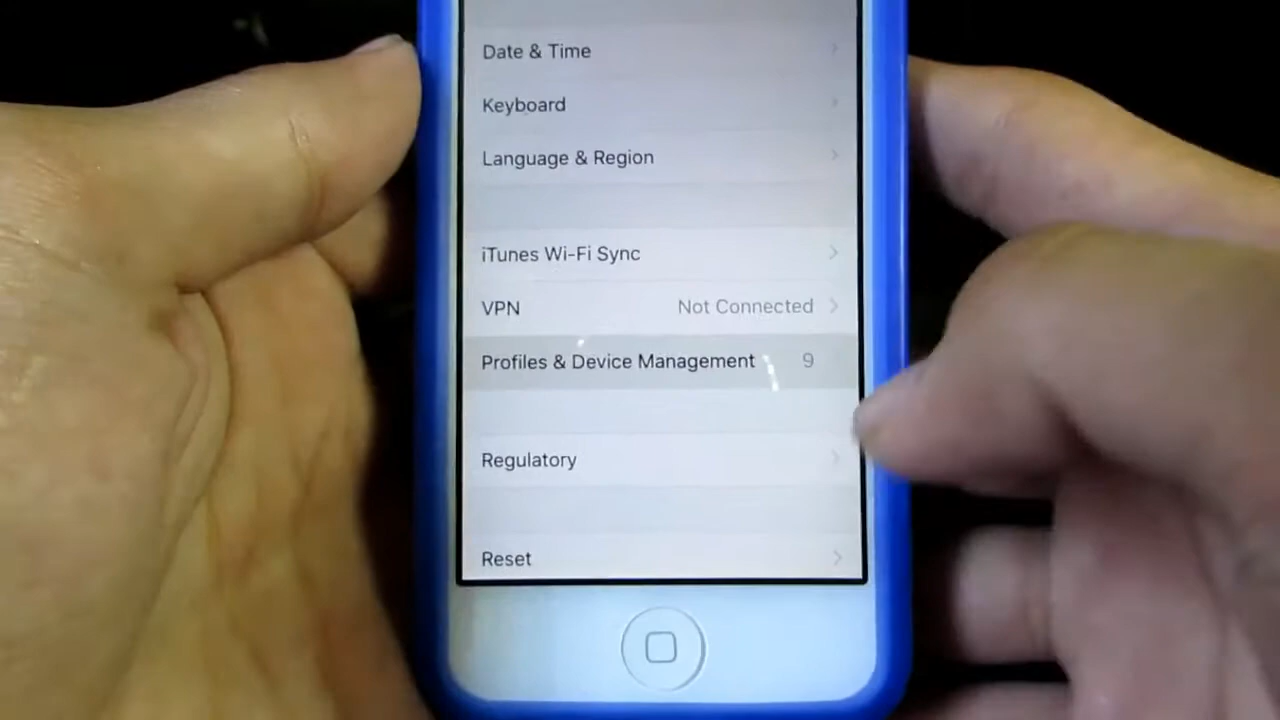 Date & Time
Keyboard
Language & Region
iTunes Wi-Fi Sync
VPN Not Connected
Profiles & Device Management 9
Regulatory
Reset